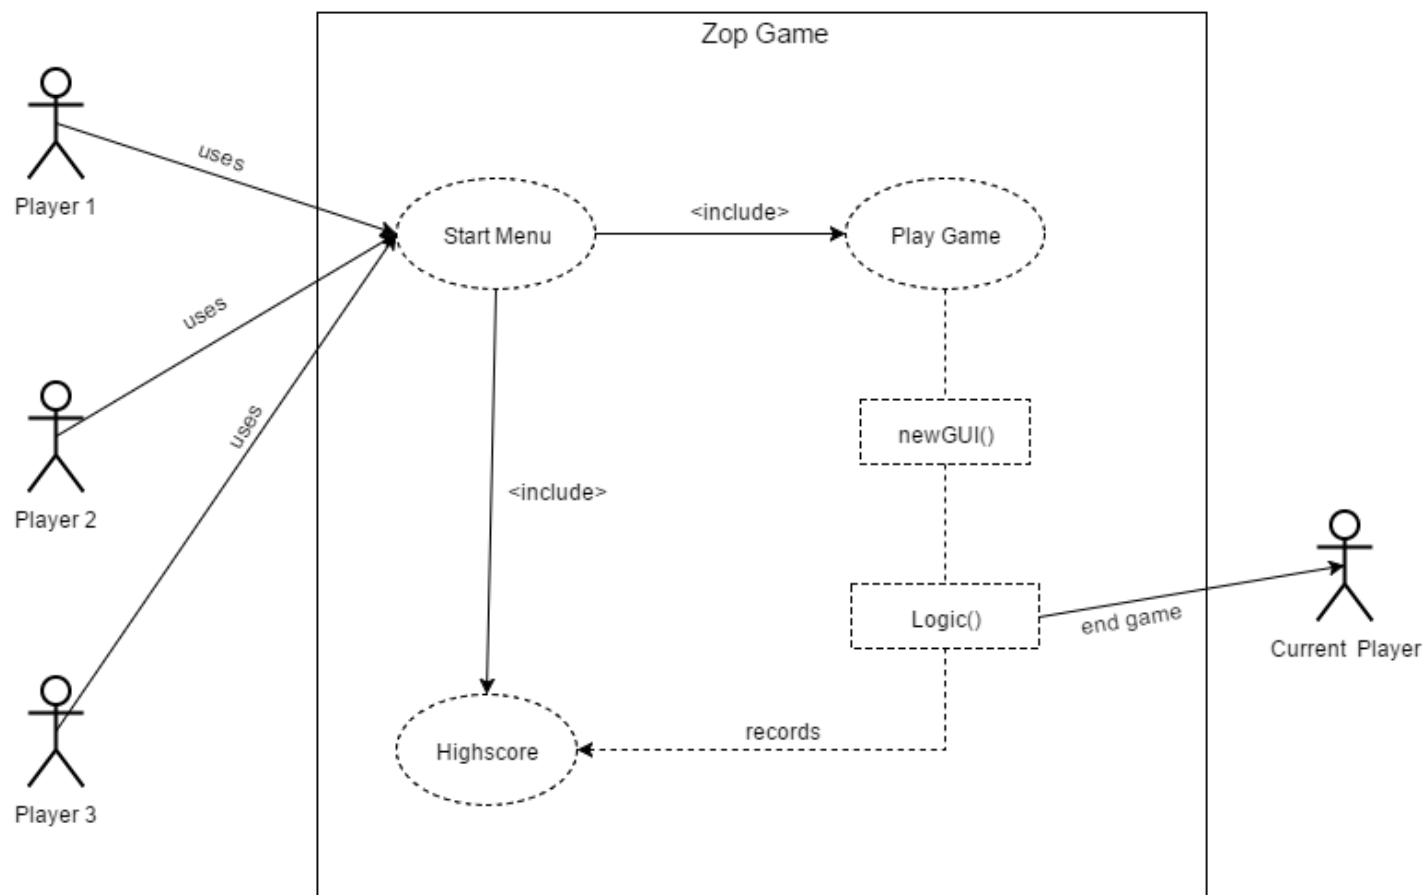 Zop Game
Player 1
uses
Start Menu
<include>
Play Game
uses
newGUI()
Player 2
uses
<include>
Logic()
end game
Current Player
records
Highscore
Player 3